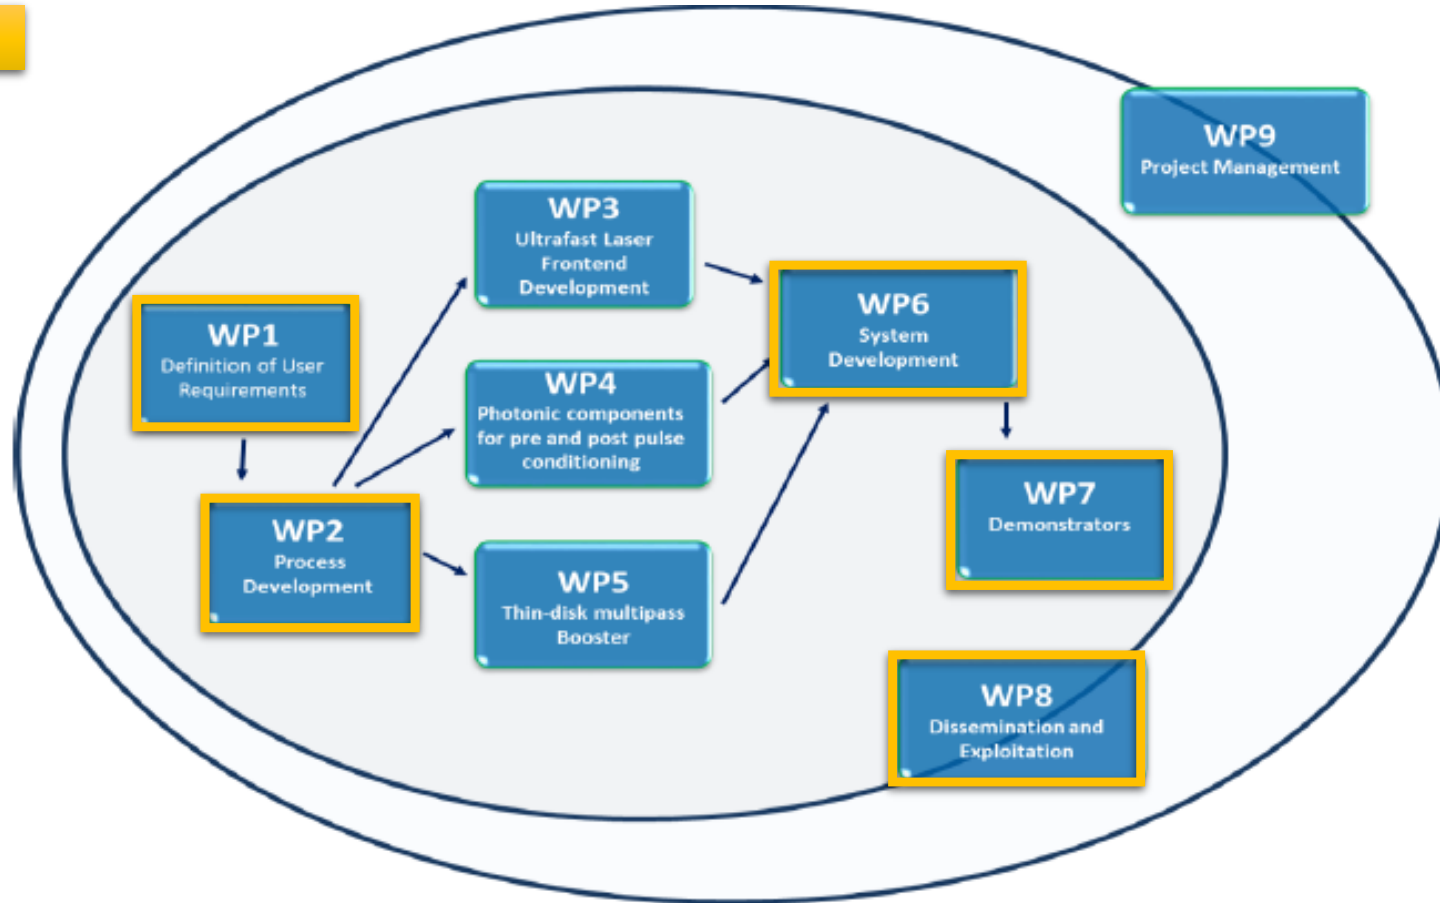 WP9
Project Management
WP3
Ultrafast Laser
Frontend
Development
WP6
System
Development
WP1
Definition of User
Requirements
WP4
Photonic components
for pre and post pulse
conditioning
WP7
Demonstrators
WP2
Process
Development
WP5
Thin-disk multipass
Booster
WP8
Dissemination and
Exploitation